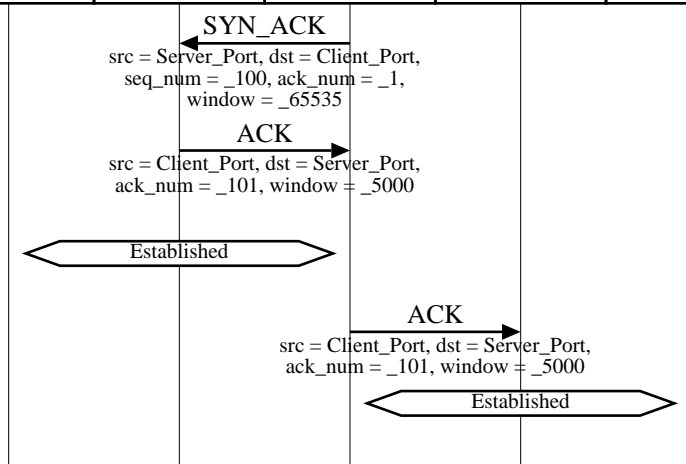 SYN_ACK
src = Server_Port, dst = Client_Port,
seq_num = _100, ack_num = _1,
window = _65535
ACK
src = Client_Port, dst = Server_Port,
ack_num = _101, window = _5000
Established
ACK
src = Client_Port, dst = Server_Port,
ack_num = _101, window = _5000
Established